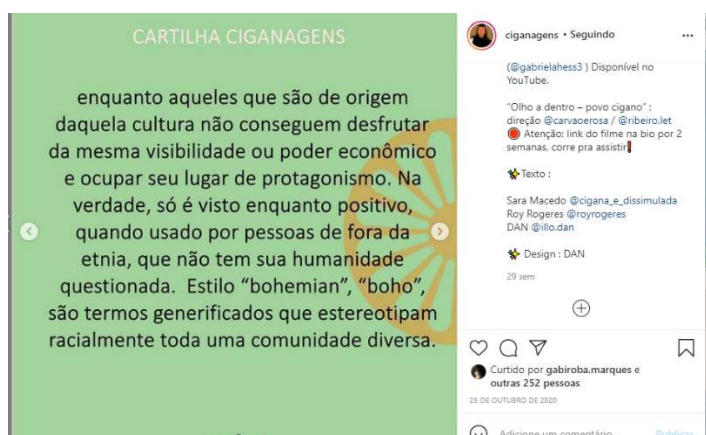 CARTILHA CIGANAGENS
enquanto aqueles que são de origem
daquela cultura não conseguem desfrutar
da mesma visibilidade ou poder econômico
e ocupar seu lugar de protagonismo. Na
verdade, só é visto enquanto positivo,
quando usado por pessoas de fora da
etnia, que não tem sua humanidade
questionada. Estilo “bohemian”, “boho”,
são termos generificados que estereotipam
racialmente toda uma comunidade diversa.
ciganagens • Seguindo
(@gabrielahess3 ) Disponível no
YouTube.
"Olho a dentro – povo cigano" :
direção @carvaoerosa / @ribeiro.let
Atenção: link do filme na bio por 2
semanas, corre pra assistir
Texto :
Sara Macedo @cigana_e_dissimulada
Roy Rogeres @royrogeres
DAN @illo.dan
Design : DAN
29 sem
Curtido por gabiroba.marques e
outras 252 pessoas
25 DE OUTUBRO DE 2020
Adicione um comentário... Publicar